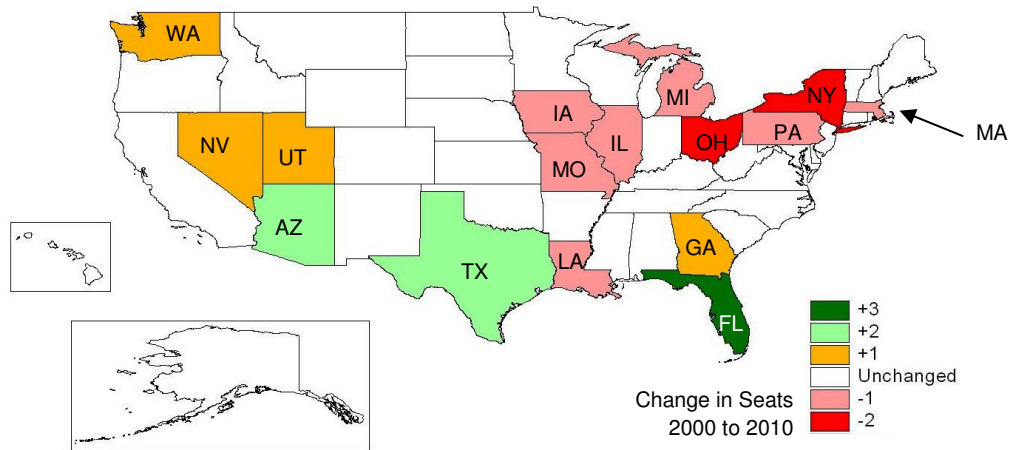 WA
NV
UT
AZ
TX
IA
MO
IL
LA
MI
OH
PA
NY
MA
GA
FL
+3
+2
+1
Unchanged
-1
-2
Change in Seats
2000 to 2010